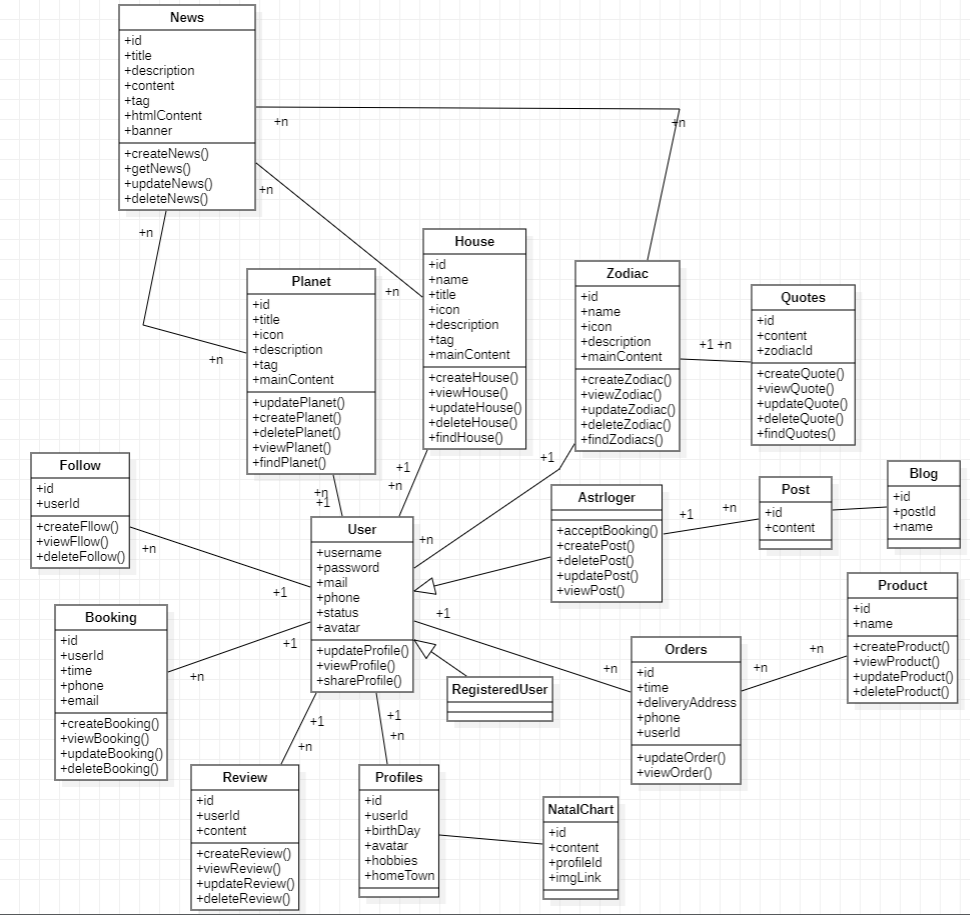 News
+id
+title
+description
+content
+tag
+htmlContent
+banner
+createNews()
+getNews()
+updateNews()
+deleteNews()
+n
+n
+n
+n
+n
+n
House
+id
+name
+title
+icon
+description
+tag
+mainContent
+createHouse()
+viewHouse()
+updateHouse()
+deleteHouse()
+findHouse()
+1
+n
Planet
+id
+title
+icon
+description
+tag
+mainContent
+updatePlanet()
+createPlanet()
+deletePlanet()
+viewPlanet()
+findPlanet()
+n
+1
Zodiac
+id
+name
+icon
+description
+mainContent
+createZodiac()
+viewZodiac()
+updateZodiac()
+deleteZodiac()
+findZodiacs()
+1 +n
+1
+n
Quotes
+id
+content
+zodiacId
+createQuote()
+viewQuote()
+updateQuote()
+deleteQuote()
+findQuotes()
Follow
+id
+userId
+createFllow()
+viewFllow()
+deleteFollow()
+n
+1
User
+username
+password
+mail
+phone
+status
+avatar
+updateProfile()
+viewProfile()
+shareProfile()
Astrloger
+acceptBooking()
+createPost()
+deletePost()
+updatePost()
+viewPost()
+1
+n
Post
+id
+content
Blog
+id
+postId
+name
Booking
+id
+userId
+time
+phone
+email
+createBooking()
+viewBooking()
+updateBooking()
+deleteBooking()
+n
+1
+1
+n
RegisteredUser
Orders
+id
+time
+deliveryAddress
+phone
+userId
+updateOrder()
+viewOrder()
+n
+n
Product
+id
+name
+createProduct()
+viewProduct()
+updateProduct()
+deleteProduct()
+1
+n
Review
+id
+userId
+content
+createReview()
+viewReview()
+updateReview()
+deleteReview()
+1
+n
Profiles
+id
+userId
+birthDay
+avatar
+hobbies
+homeTown
NatalChart
+id
+content
+profileId
+imgLink